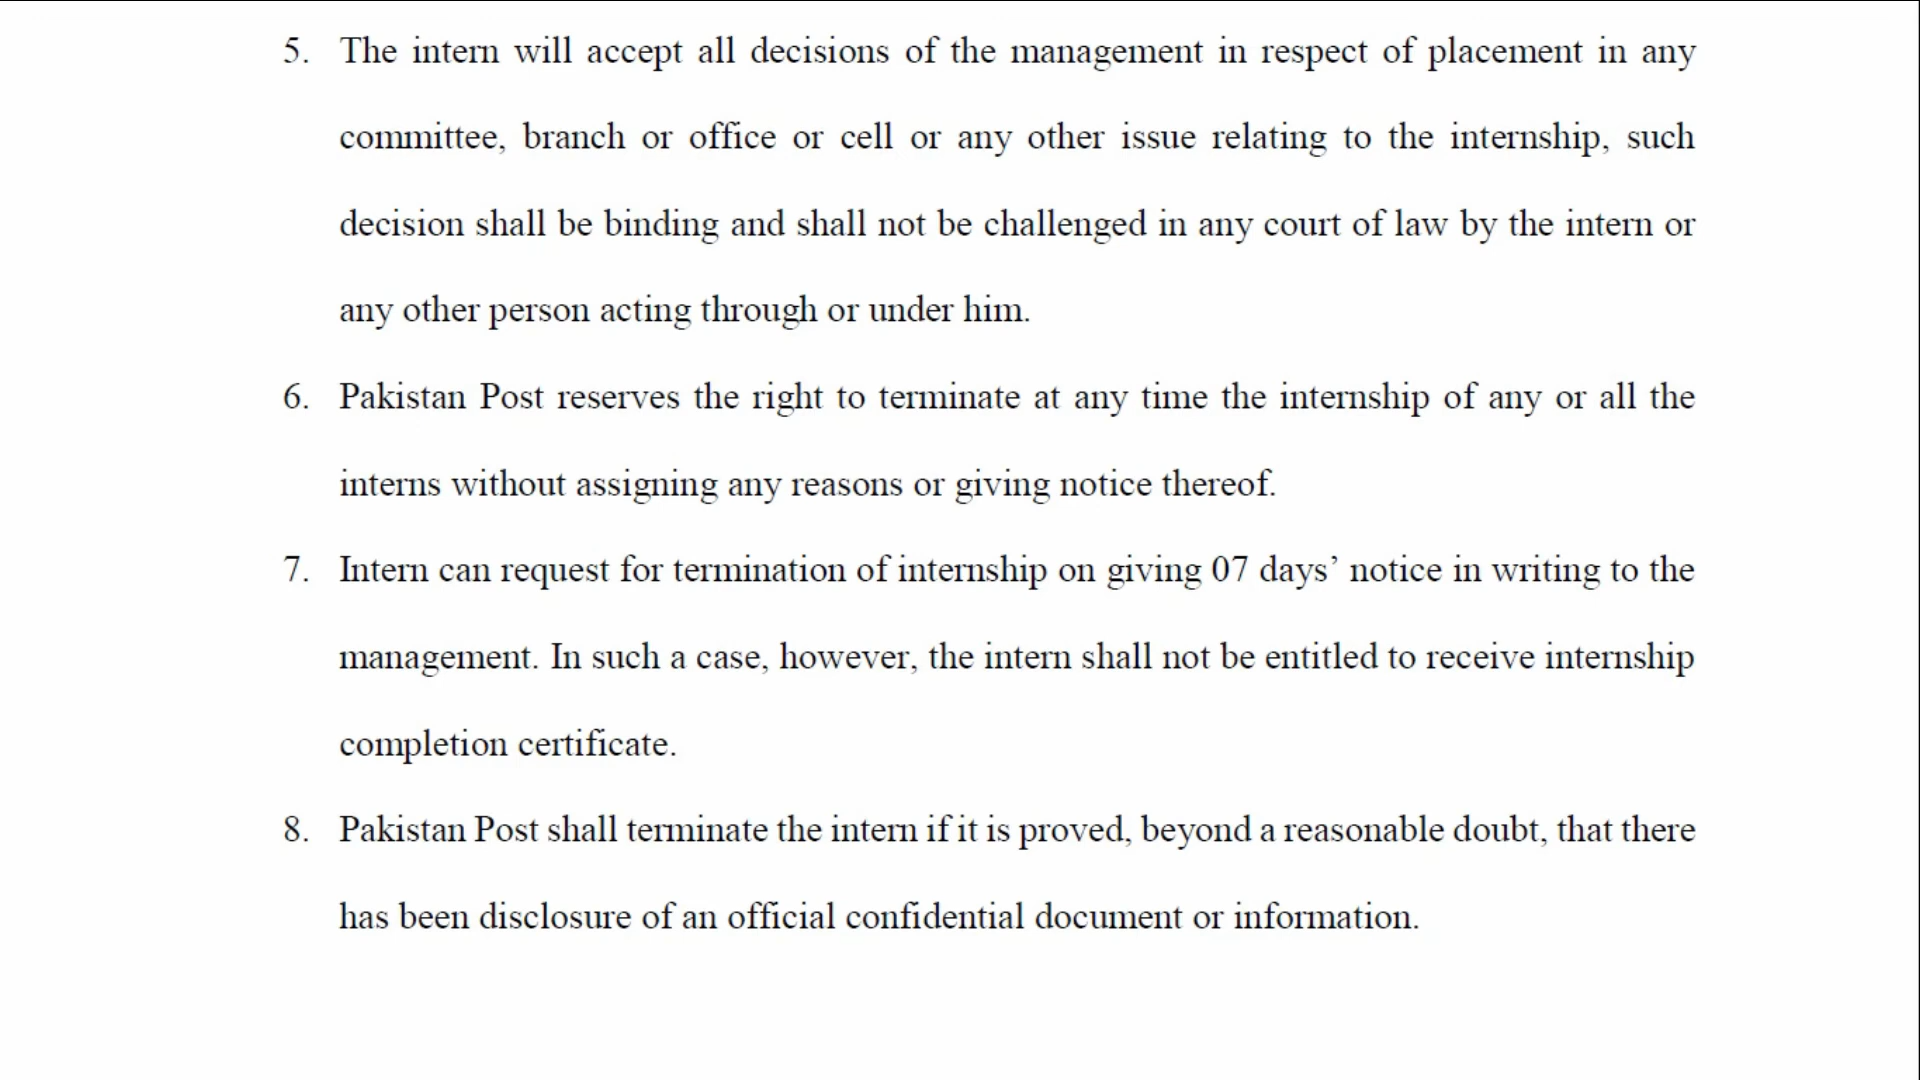 5. The intern will accept all decisions of the management in respect of placement in any
committee, branch or office or cell or any other issue relating to the internship, such
decision shall be binding and shall not be challenged in any court of law by the intern or
any other person acting through or under him.
6. Pakistan Post reserves the right to terminate at any time the internship of any or all the
interns without assigning any reasons or giving notice thereof.
7. Intern can request for termination of internship on giving 07 days’ notice in writing to the
management. In such a case, however, the intern shall not be entitled to receive internship
completion certificate.
8. Pakistan Post shall terminate the intern if it is proved, beyond a reasonable doubt, that there
has been disclosure of an official confidential document or information.